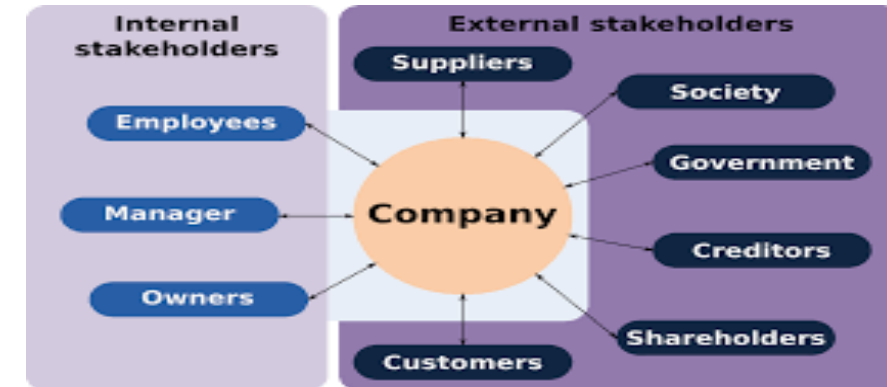 Internal
stakeholders
External stakeholders
Suppliers
Society
Employees
Government
Manager
Company
Creditors
Owners
Shareholders
Customers